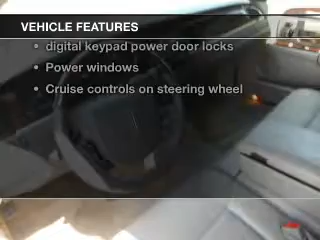 VEHICLE FEATURES
• digital keypad power door locks
• Power windows
• Cruise controls on steering wheel